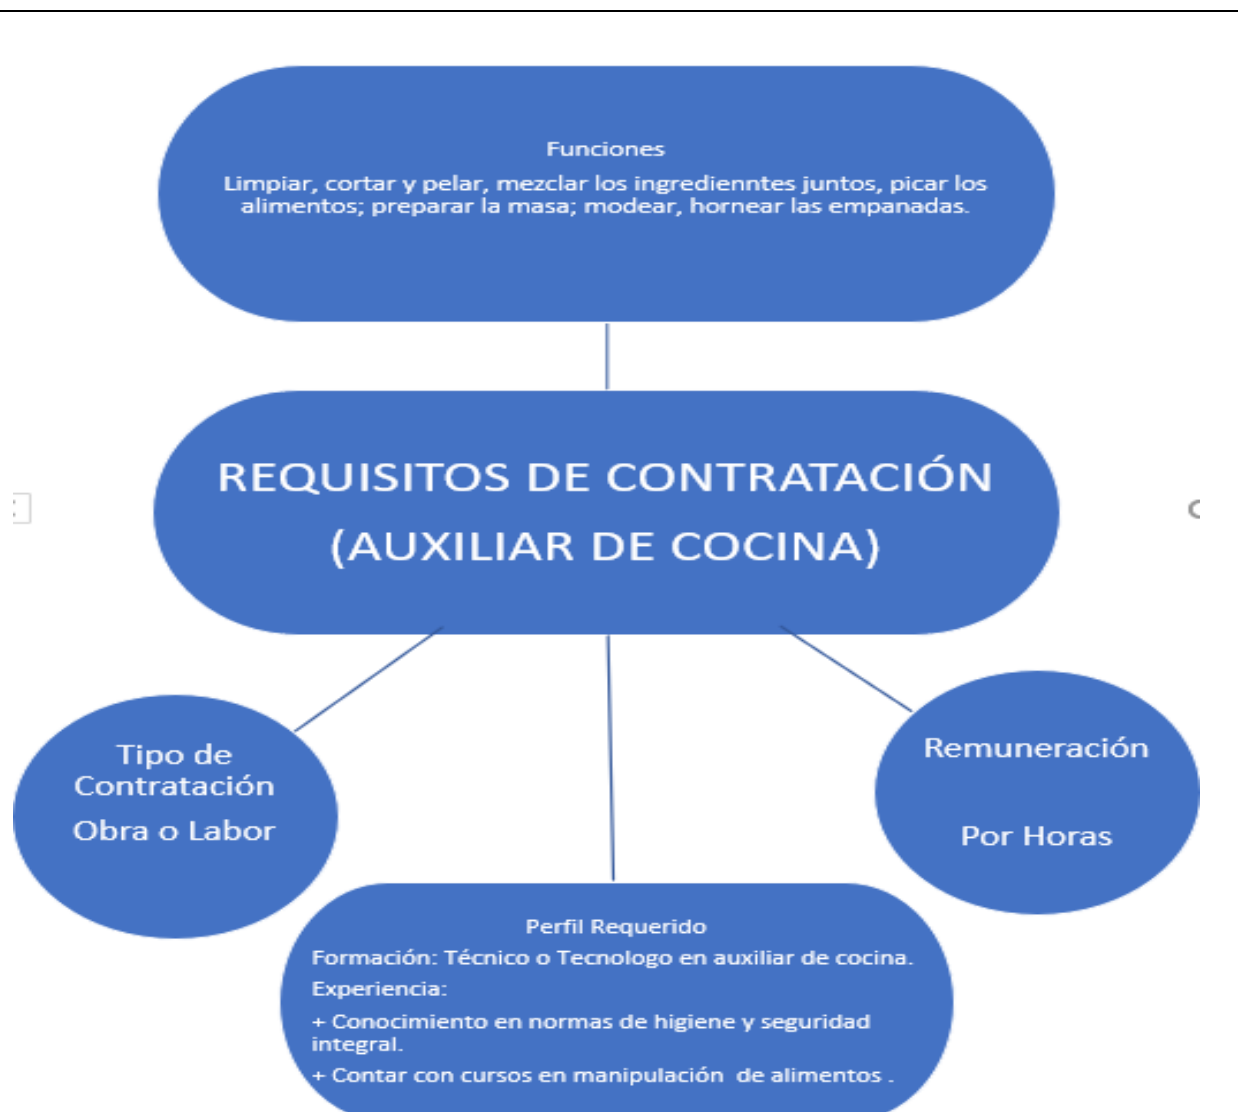 Funciones
Limpiar, cortar y pelar, mezclar los ingredienntes juntos, picar los
alimentos; preparar la masa; modear, hornear las empanadas.
REQUISITOS DE CONTRATACIÓN
(AUXILIAR DE COCINA)
Tipo de
Contratación
Obra o Labor
Remuneración
Por Horas
Perfil Requerido
Formación: Técnico o Tecnologo en auxiliar de cocina.
Experiencia:
+ Conocimiento en normas de higiene y seguridad
integral.
+ Contar con cursos en manipulación de alimentos .